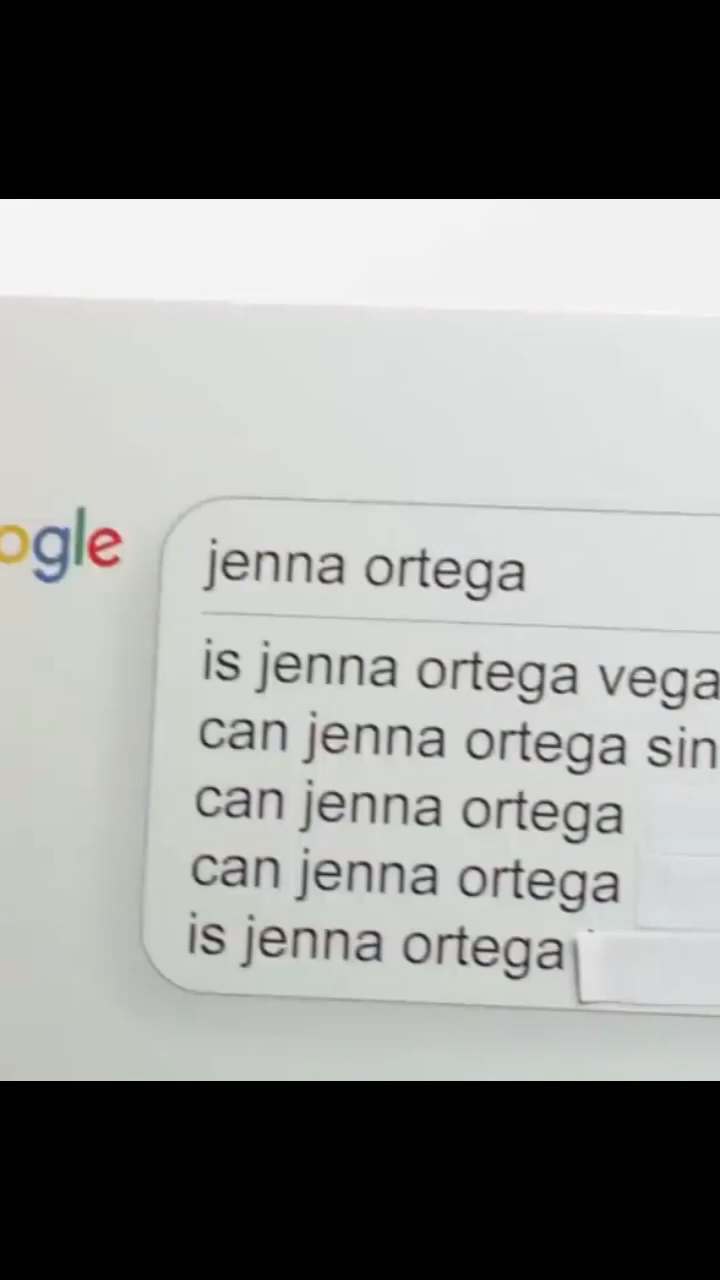 ogle
jenna ortega
is jenna ortega vega
can jenna ortega sin
can jenna ortega
can jenna ortega
is jenna ortega